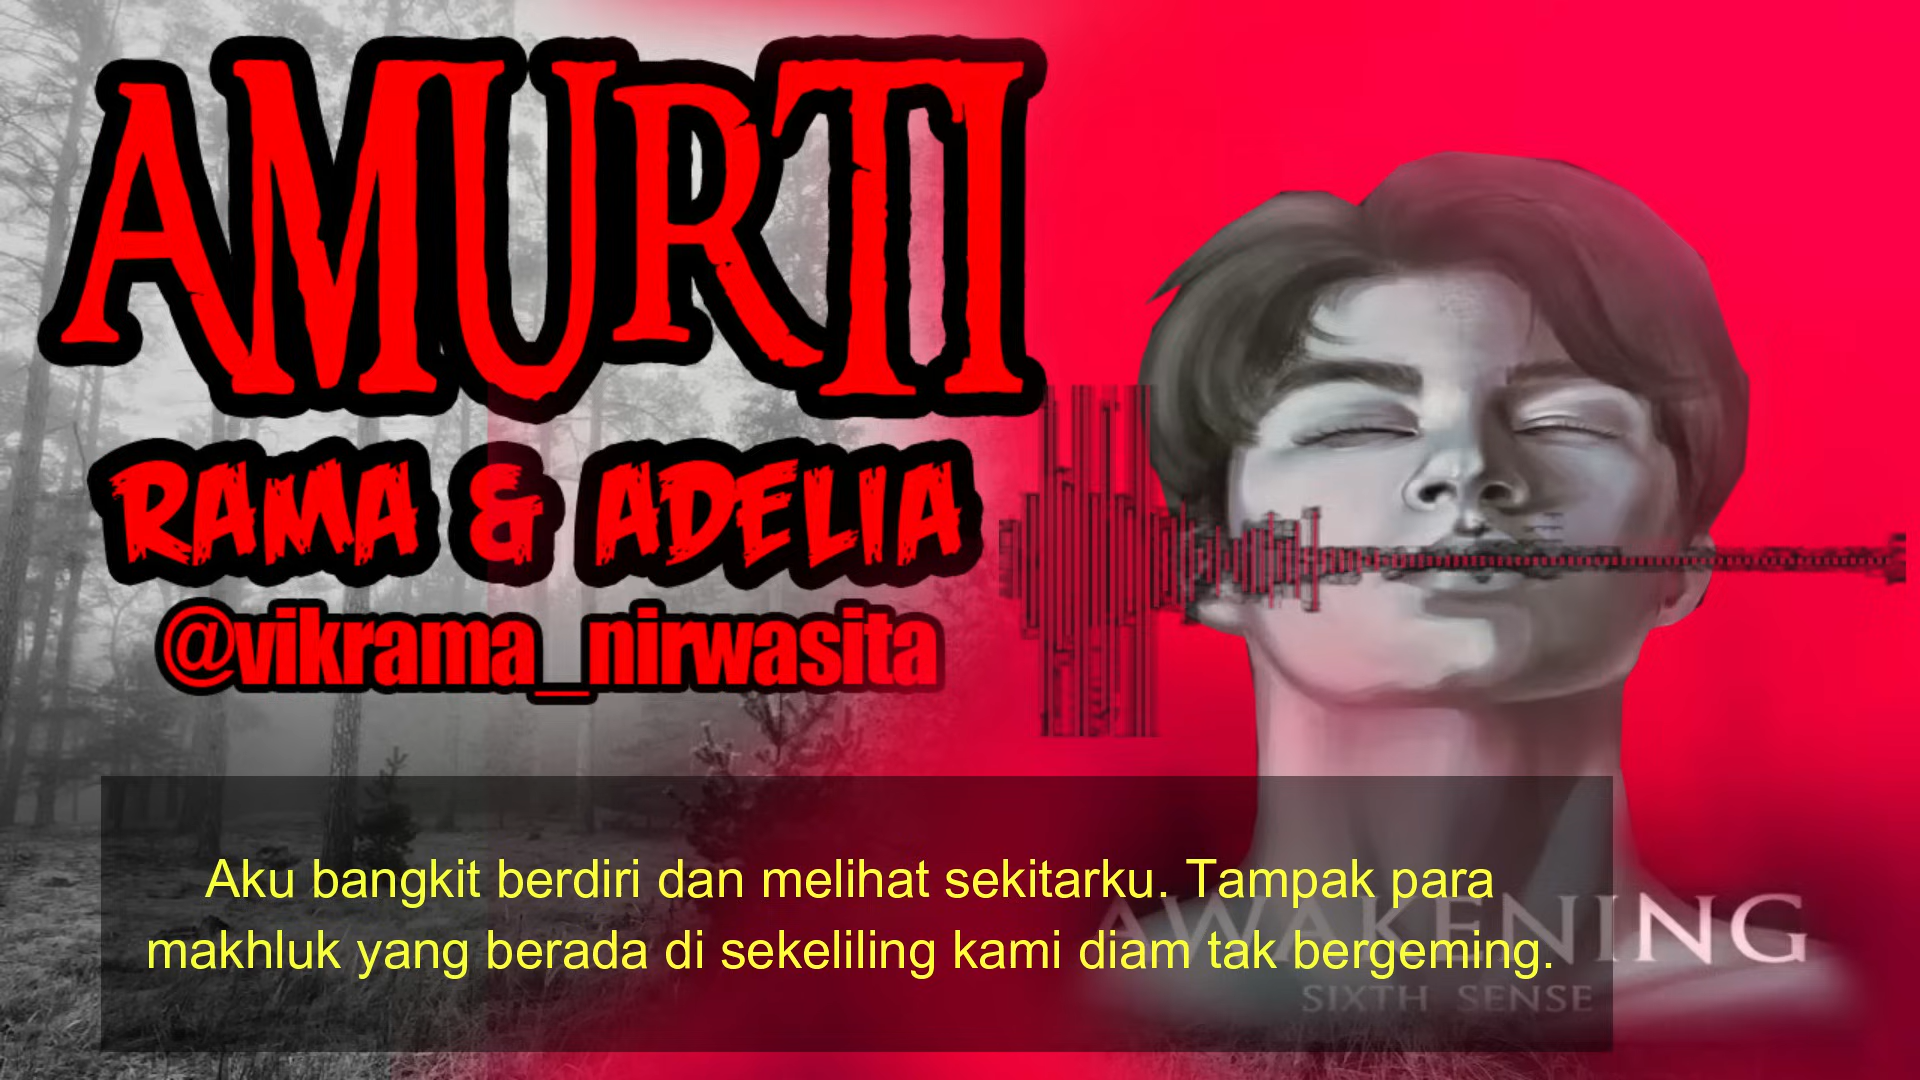 AMURTI
RAMA & ADELIA
@vikrama_nirwasita
Aku bangkit berdiri dan melihat sekitarku. Tampak para
makhluk yang berada di sekeliling kami diam tak bergeming.
AWAKENING
SIXTH SENSE